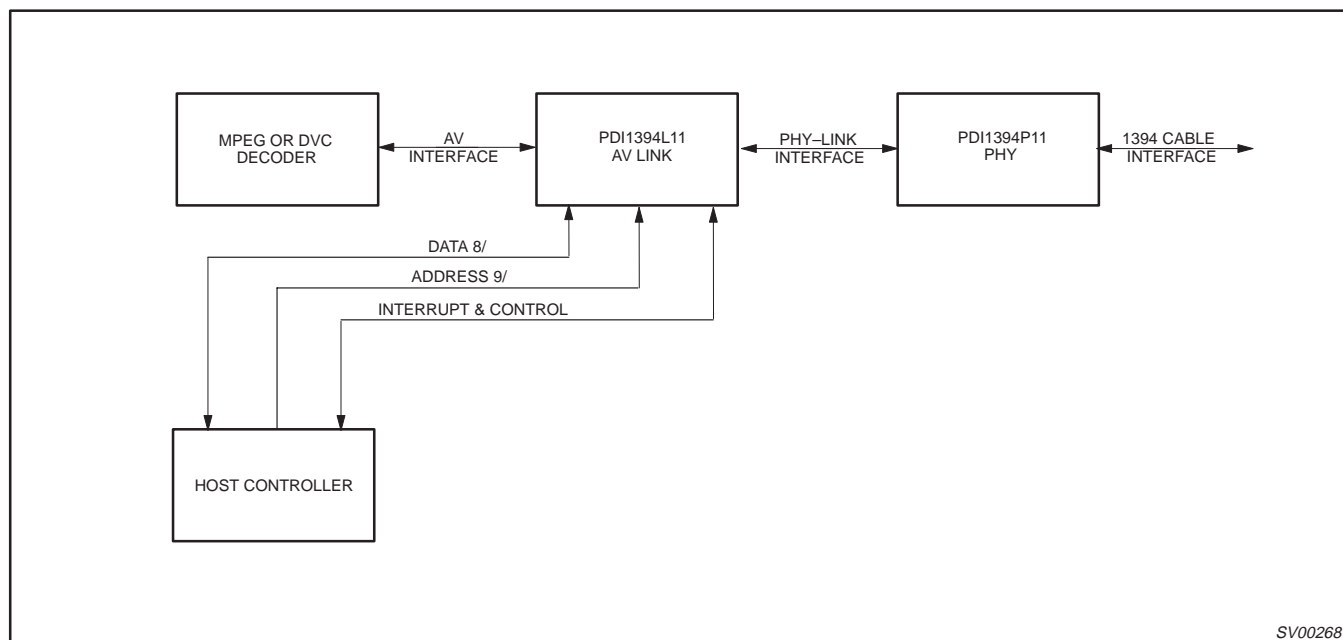 MPEG OR DVC
DECODER
AV
INTERFACE
PDI1394L11
AV LINK
PHY–LINK
INTERFACE
PDI1394P11
PHY
1394 CABLE
INTERFACE
DATA 8/
ADDRESS 9/
INTERRUPT & CONTROL
HOST CONTROLLER
SV00268